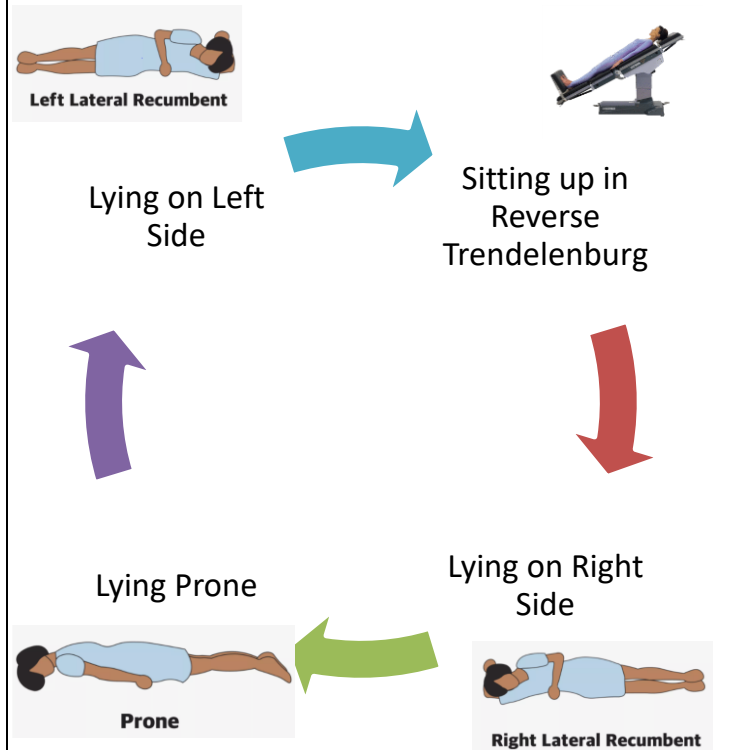 Left Lateral Recumbent
Lying on Left
Side
Sitting up in
Reverse
Trendelenburg
Lying on Right
Side
Right Lateral Recumbent
Lying Prone
Prone